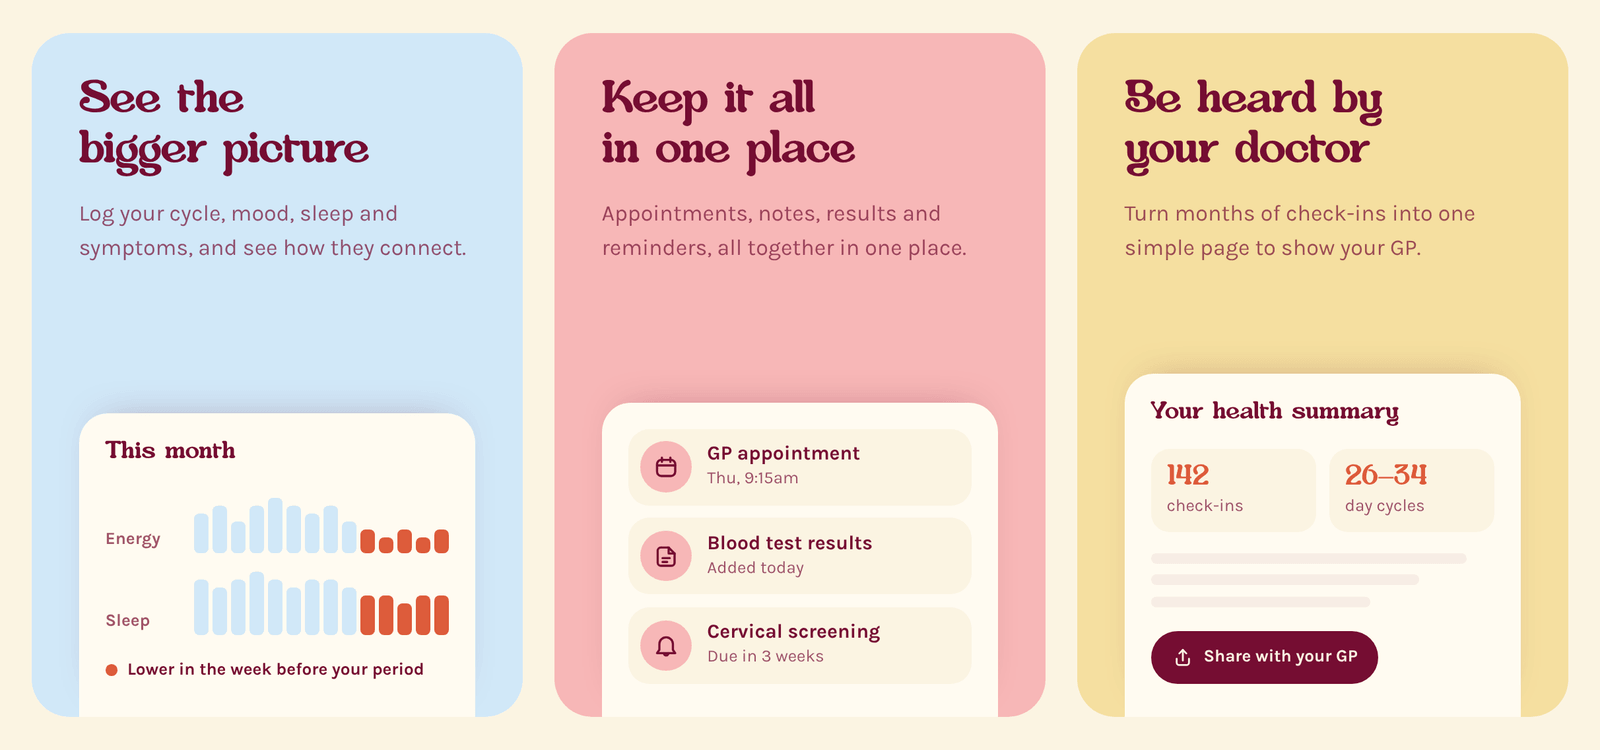 See the
bigger picture
Log your cycle, mood, sleep and
symptoms, and see how they connect.
This month
Energy
Sleep
Lower in the week before your period
Keep it all
in one place
Appointments, notes, results and
reminders, all together in one place.
GP appointment
Thu, 9:15am
Blood test results
Added today
Cervical screening
Due in 3 weeks
Be heard by
your doctor
Turn months of check-ins into one
simple page to show your GP.
Your health summary
142
check-ins
26–34
day cycles
Share with your GP